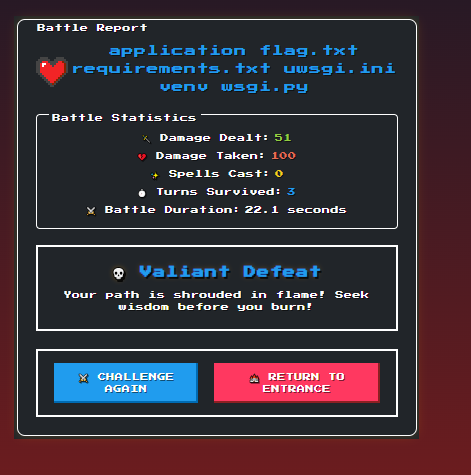 Battle Report
application flag.txt
requirements.txt uwsgi.ini
venv wsgi.py
Battle Statistics
Damage Dealt: 51
Damage Taken: 100
Spells Cast: 0
Turns Survived: 3
Battle Duration: 22.1 seconds
Valiant Defeat
Your path is shrouded in flame! Seek
wisdom before you burn!
CHALLENGE
AGAIN
RETURN TO
ENTRANCE